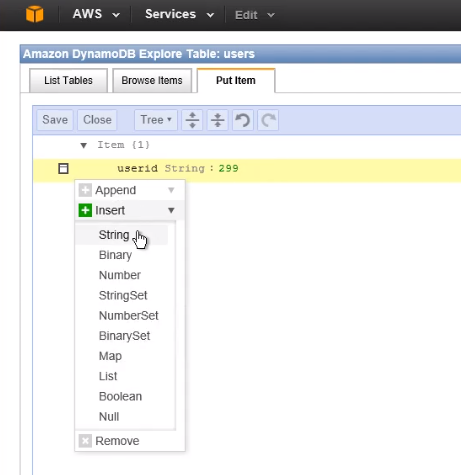 AWS Services Edit
Amazon DynamoDB Explore Table: users
List Tables Browse Items Put Item
Save Close Tree
Item {1}
userid String : 299
Append
Insert
String
Binary
Number
StringSet
NumberSet
BinarySet
Map
List
Boolean
Null
Remove